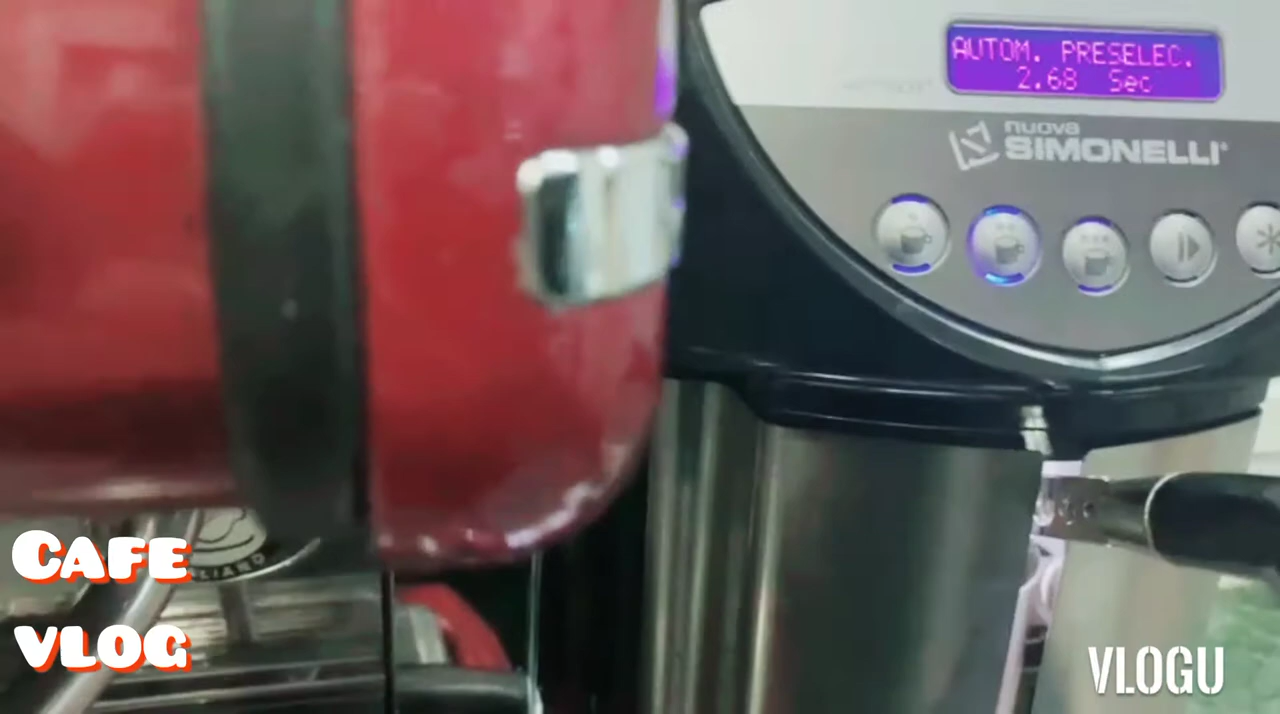 AUTOM. PRESELEC.
2.68 Sec
nuova
SIMONELLI®
CAFE
VLOG
VLOGU